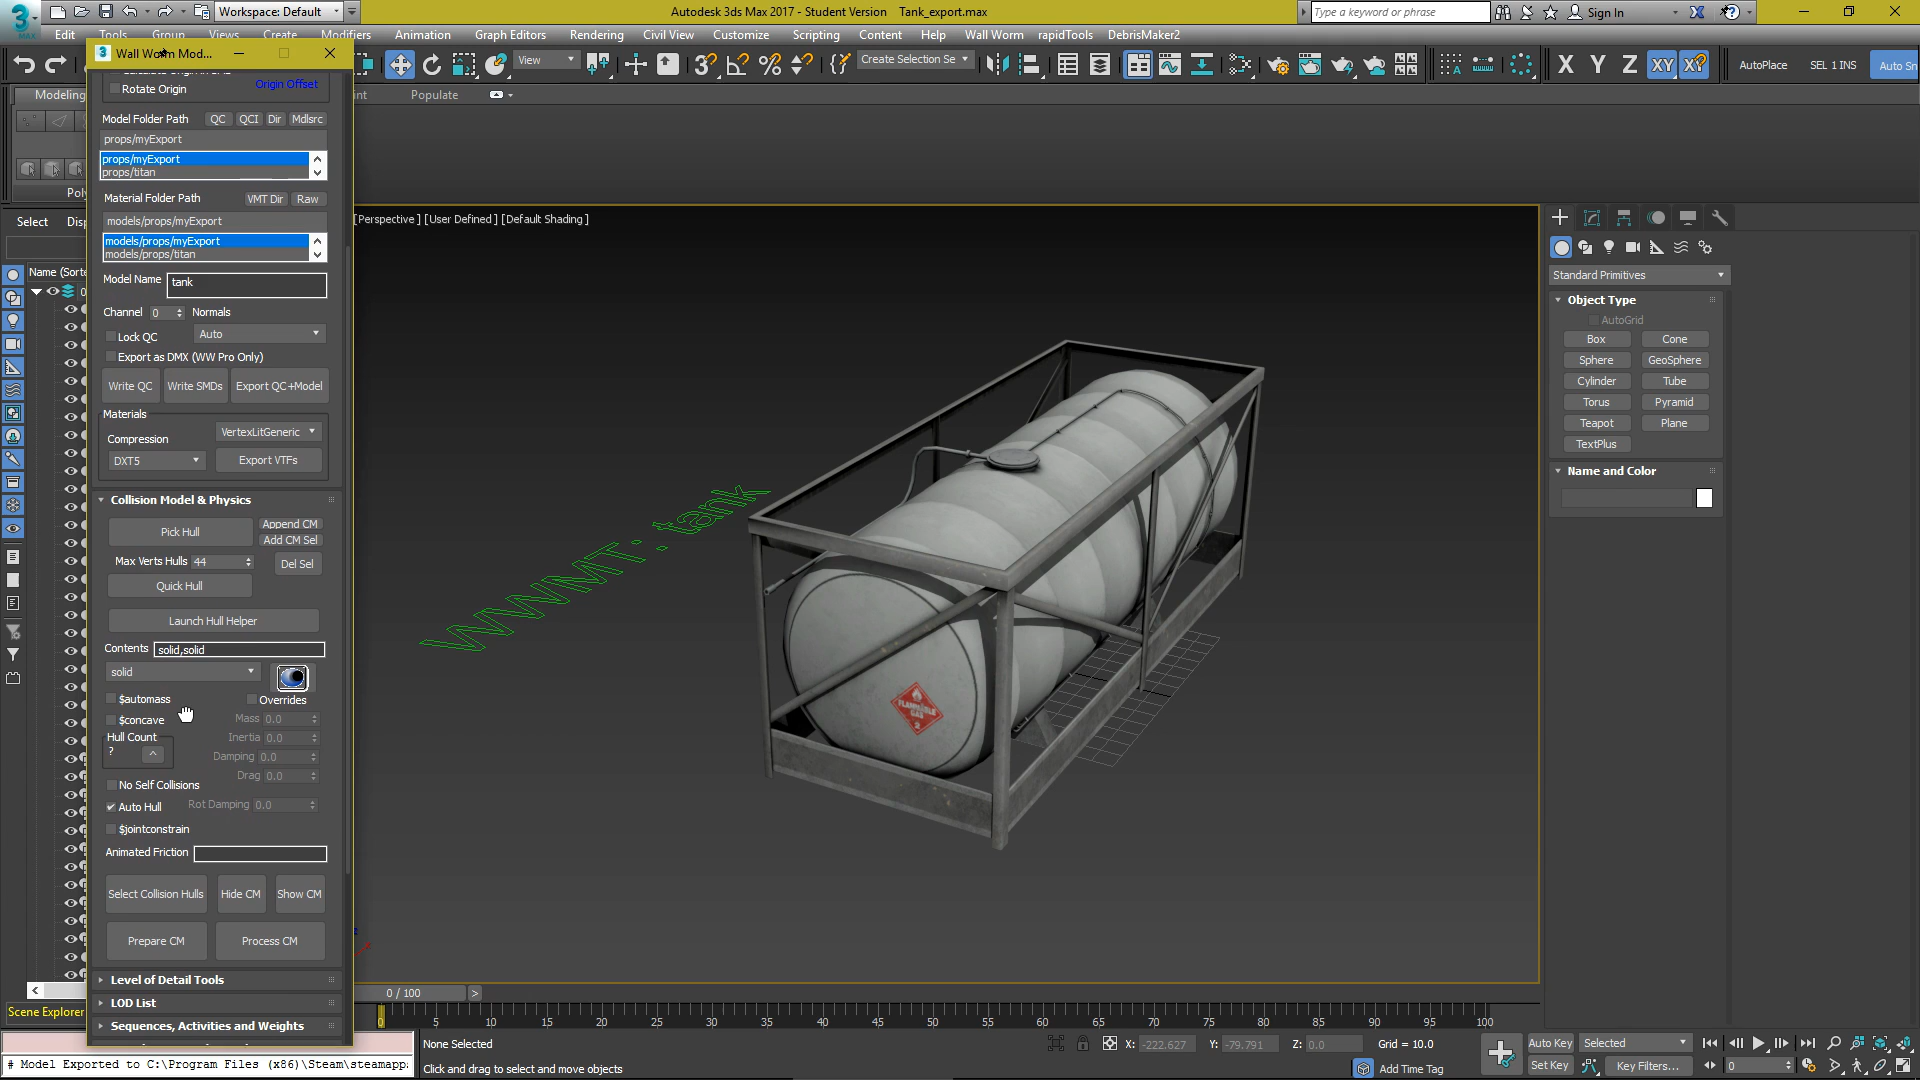 Workspace: Default
Autodesk 3ds Max 2017 - Student Version Tank_export.max
Type a keyword or phrase
Sign In
Edit Tools Group Views Create Modifiers Animation Graph Editors Rendering Civil View Customize Scripting Content Help Wall Worm rapidTools DebrisMaker2
Wall Worm Mod...
View
Create Selection Se
X Y Z XY
AutoPlace SEL 1 INS Auto Sn
Modeling
Populate
Rotate Origin Origin Offset
Model Folder Path QC QCI Dir Mdlsrc
props/myExport
props/myExport
props/titan
Material Folder Path VMT Dir Raw
models/props/myExport
models/props/myExport
models/props/titan
Model Name tank
Channel 0 Normals
Lock QC Auto
Export as DMX (WW Pro Only)
Write QC Write SMDs Export QC+Model
Materials
Compression VertexLitGeneric
DXT5 Export VTFs
Collision Model & Physics
Pick Hull Append CM
Add CM Sel
Max Verts Hulls 44 Del Sel
Quick Hull
Launch Hull Helper
Contents solid,solid
solid
$automass Overrides
$concave Mass 0.0
Hull Count Inertia 0.0
? ^ Damping 0.0
Drag 0.0
No Self Collisions
Auto Hull Rot Damping 0.0
$jointconstrain
Animated Friction
Select Collision Hulls Hide CM Show CM
Prepare CM Process CM
Level of Detail Tools
LOD List
Sequences, Activities and Weights
Select
Name (Sorte
Scene Explorer
# Model Exported to C:\Program Files (x86)\Steam\steamapp
[Perspective ] [User Defined ] [Default Shading ]
WWMT: tank
FLAMMABLE
GAS
2
Standard Primitives
Object Type
AutoGrid
Box Cone
Sphere GeoSphere
Cylinder Tube
Torus Pyramid
Teapot Plane
TextPlus
Name and Color
0 / 100 >
0 5 10 15 20 25 30 35 40 45 50 55 60 65 70 75 80 85 90 95 100
None Selected
X: -222.627 Y: -79.791 Z: 0.0 Grid = 10.0
Click and drag to select and move objects
Add Time Tag
Auto Key Selected
Set Key Key Filters...
0